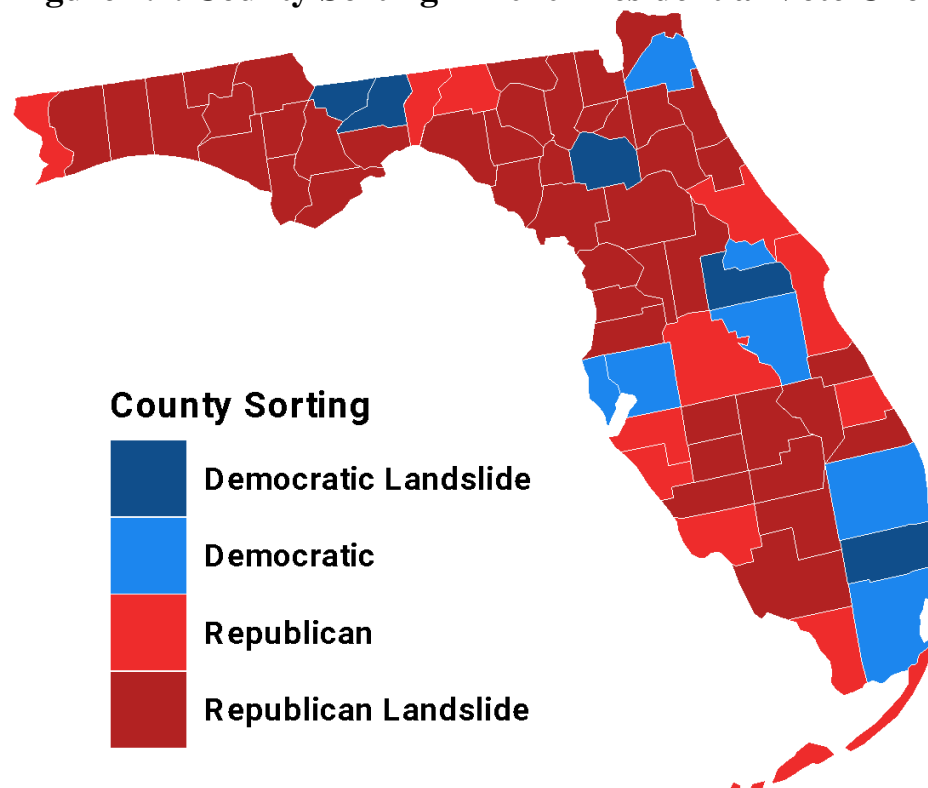 County Sorting
Democratic Landslide
Democratic
Republican
Republican Landslide